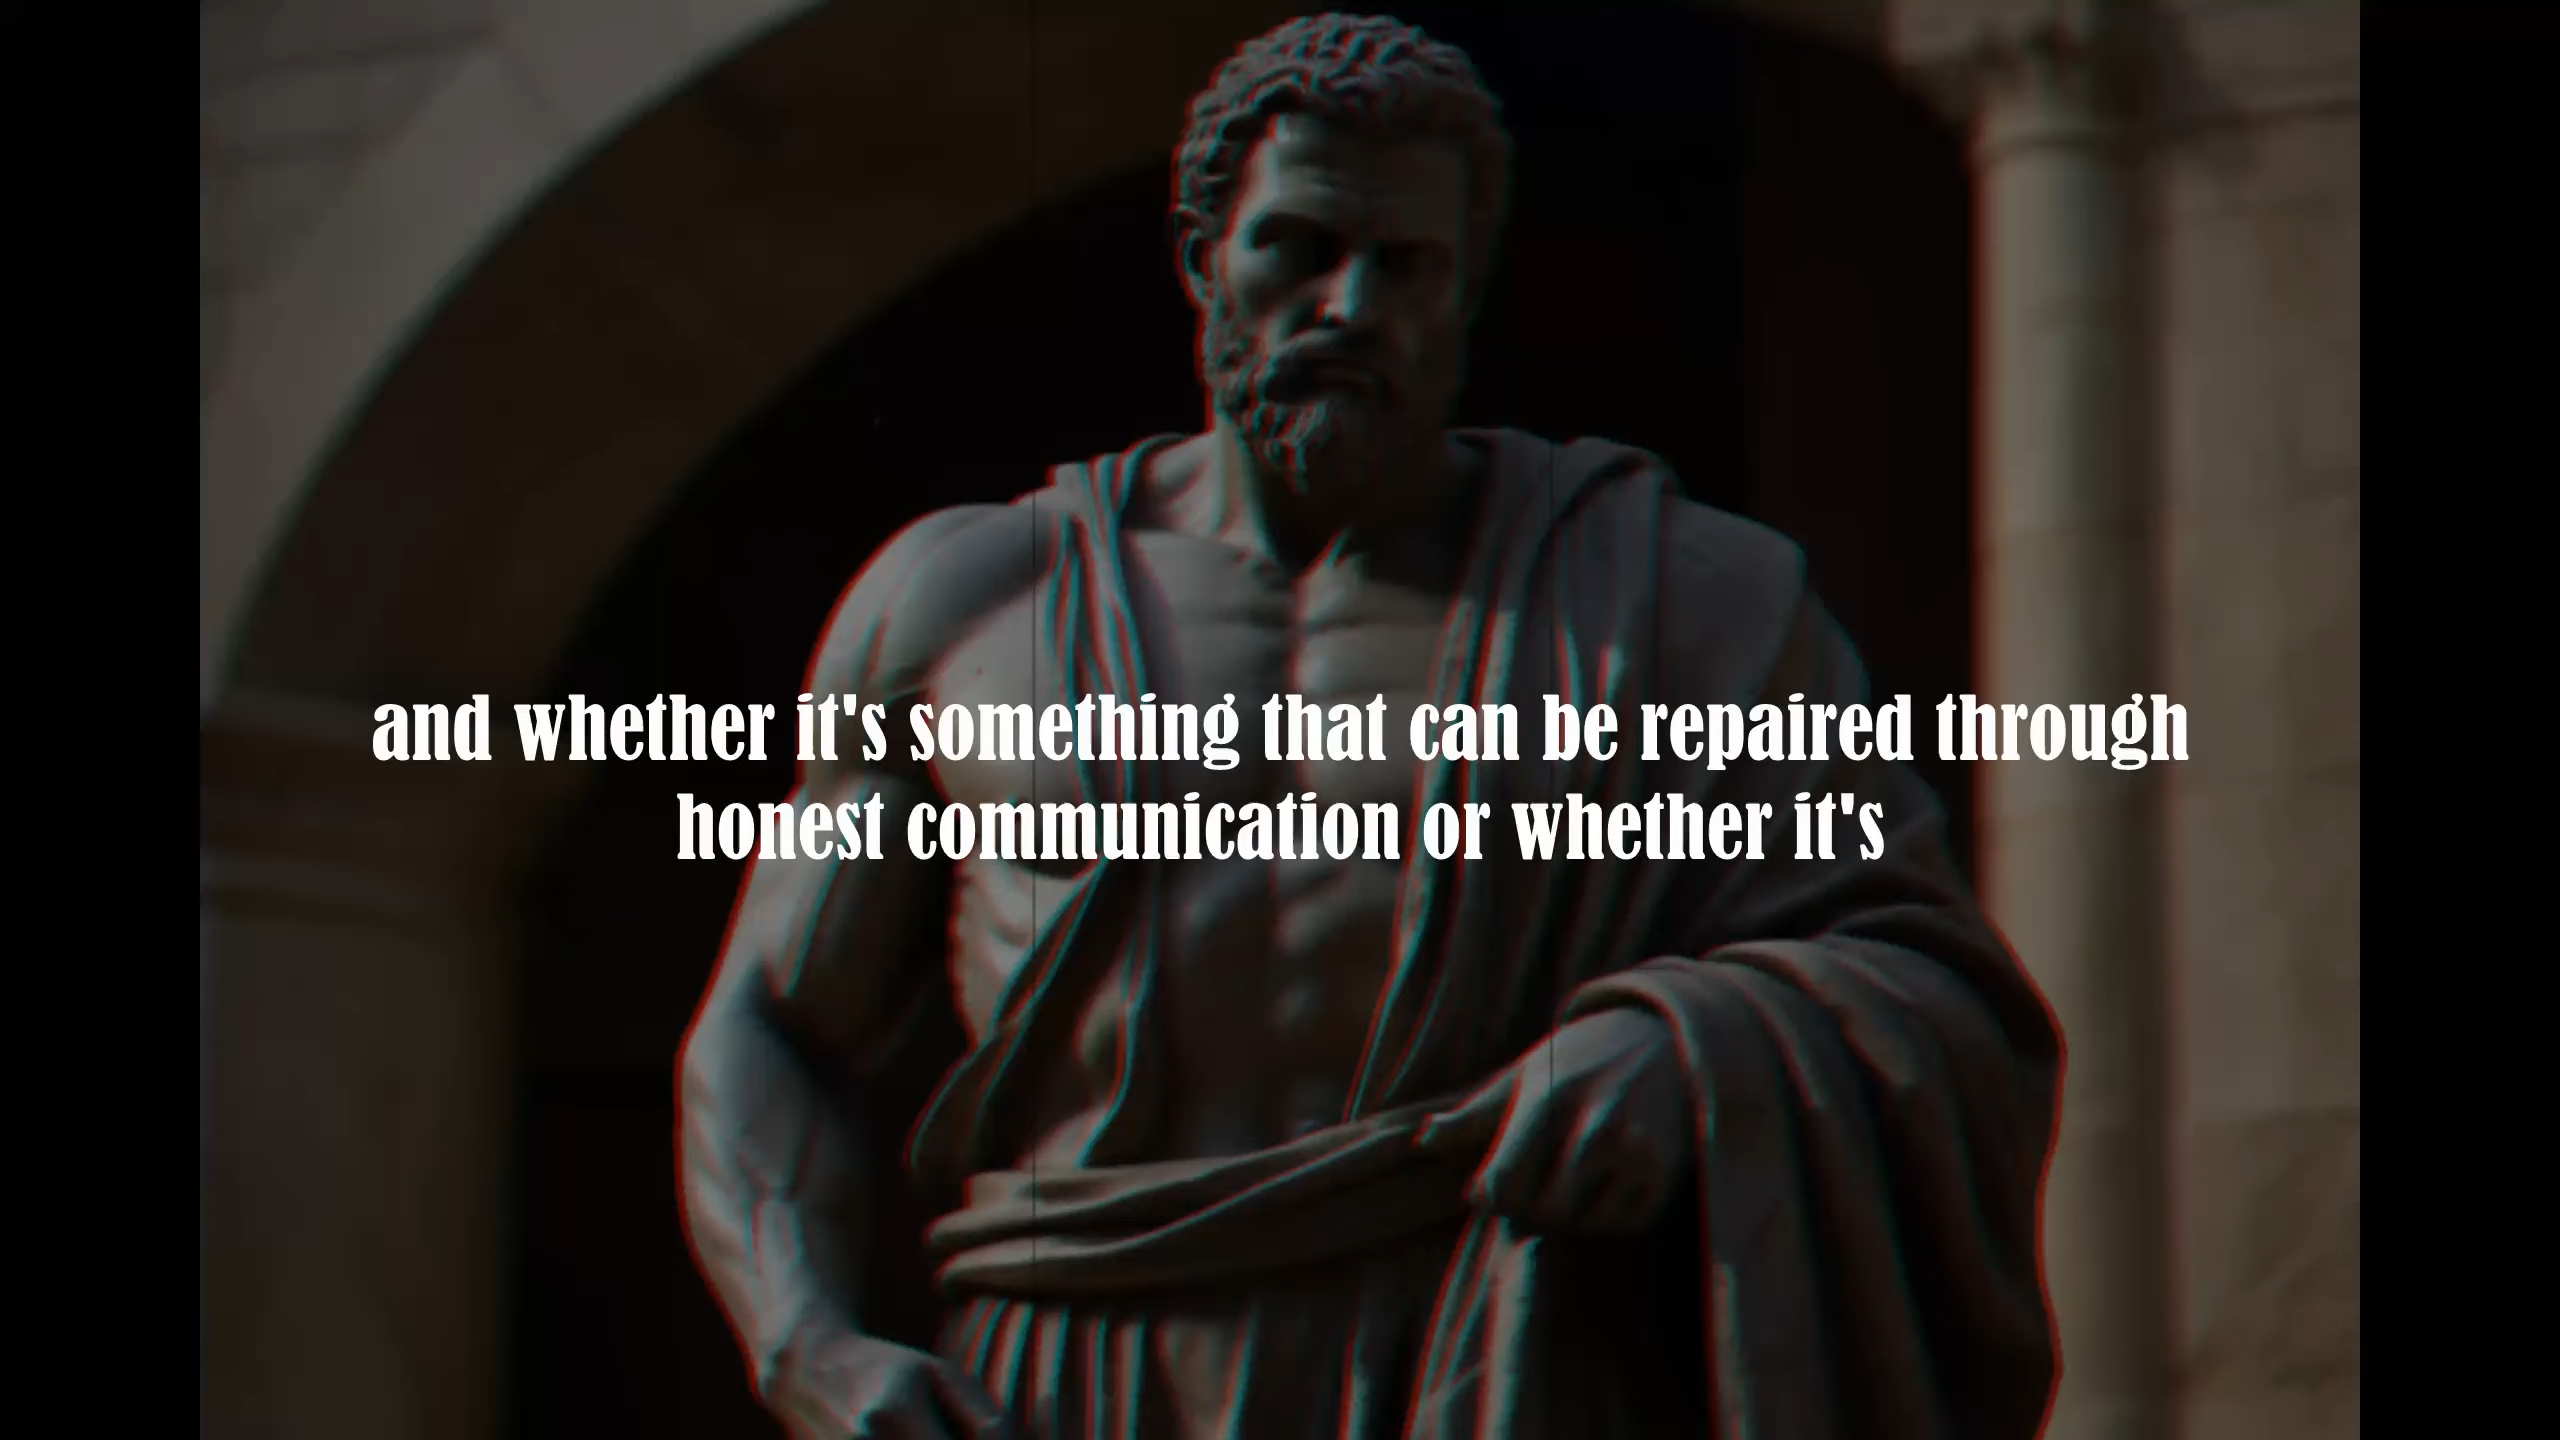 and whether it's something that can be repaired through
honest communication or whether it's